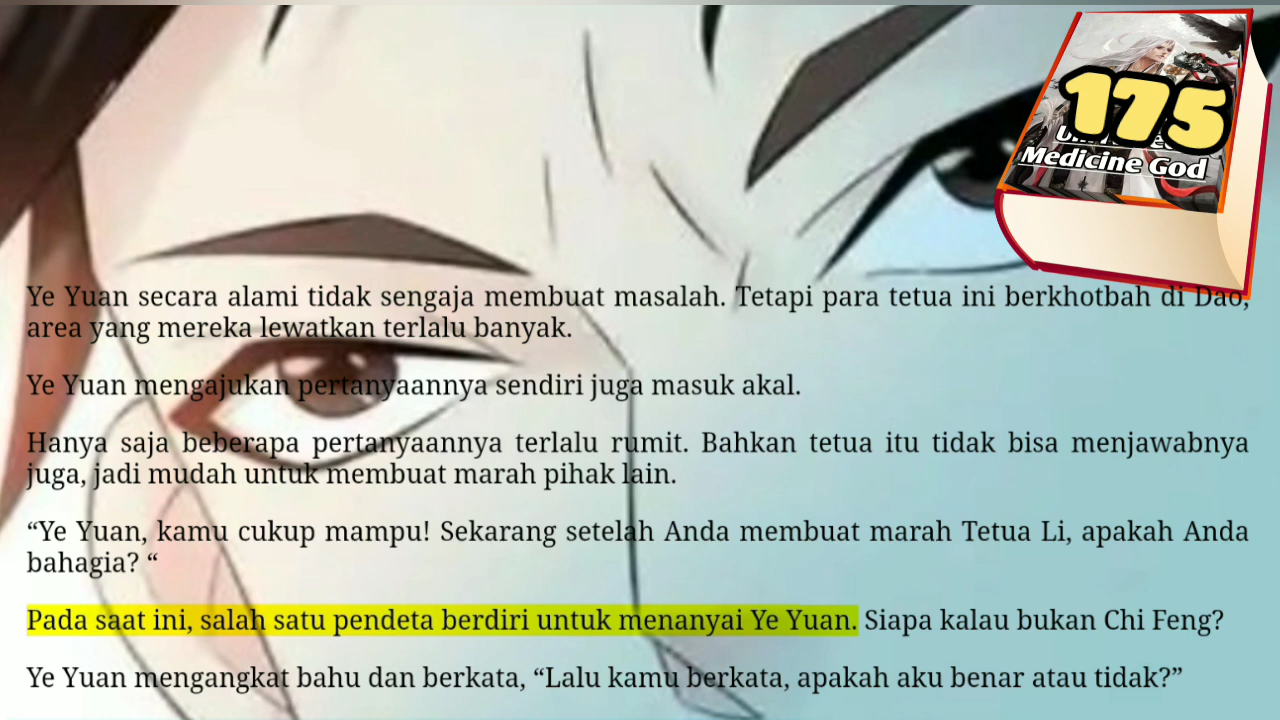 175
Medicine God
Ye Yuan secara alami tidak sengaja membuat masalah. Tetapi para tetua ini berkhotbah di Dao,
area yang mereka lewatkan terlalu banyak.
Ye Yuan mengajukan pertanyaannya sendiri juga masuk akal.
Hanya saja beberapa pertanyaannya terlalu rumit. Bahkan tetua itu tidak bisa menjawabnya
juga, jadi mudah untuk membuat marah pihak lain.
“Ye Yuan, kamu cukup mampu! Sekarang setelah Anda membuat marah Tetua Li, apakah Anda
bahagia? “
Pada saat ini, salah satu pendeta berdiri untuk menanyai Ye Yuan. Siapa kalau bukan Chi Feng?
Ye Yuan mengangkat bahu dan berkata, “Lalu kamu berkata, apakah aku benar atau tidak?”